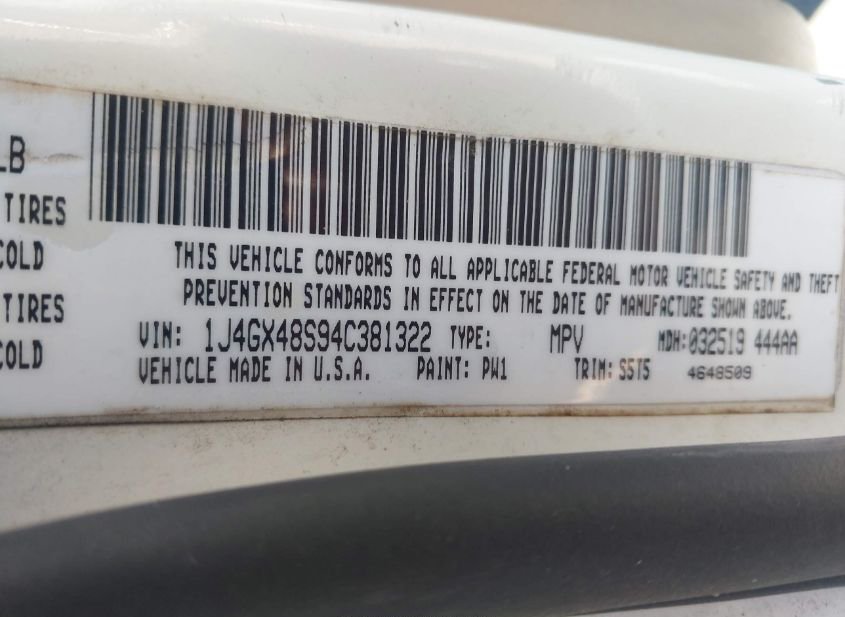 LB
TIRES
COLD
TIRES
COLD
THIS VEHICLE CONFORMS TO ALL APPLICABLE FEDERAL MOTOR VEHICLE SAFETY AND THEFT
PREVENTION STANDARDS IN EFFECT ON THE DATE OF MANUFACTURE SHOWN ABOVE.
VIN: 1J4GX48S94C381322 TYPE: MPV MDH:032519 444AA
VEHICLE MADE IN U.S.A. PAINT: PW1 TRIM: S5T5 4648509